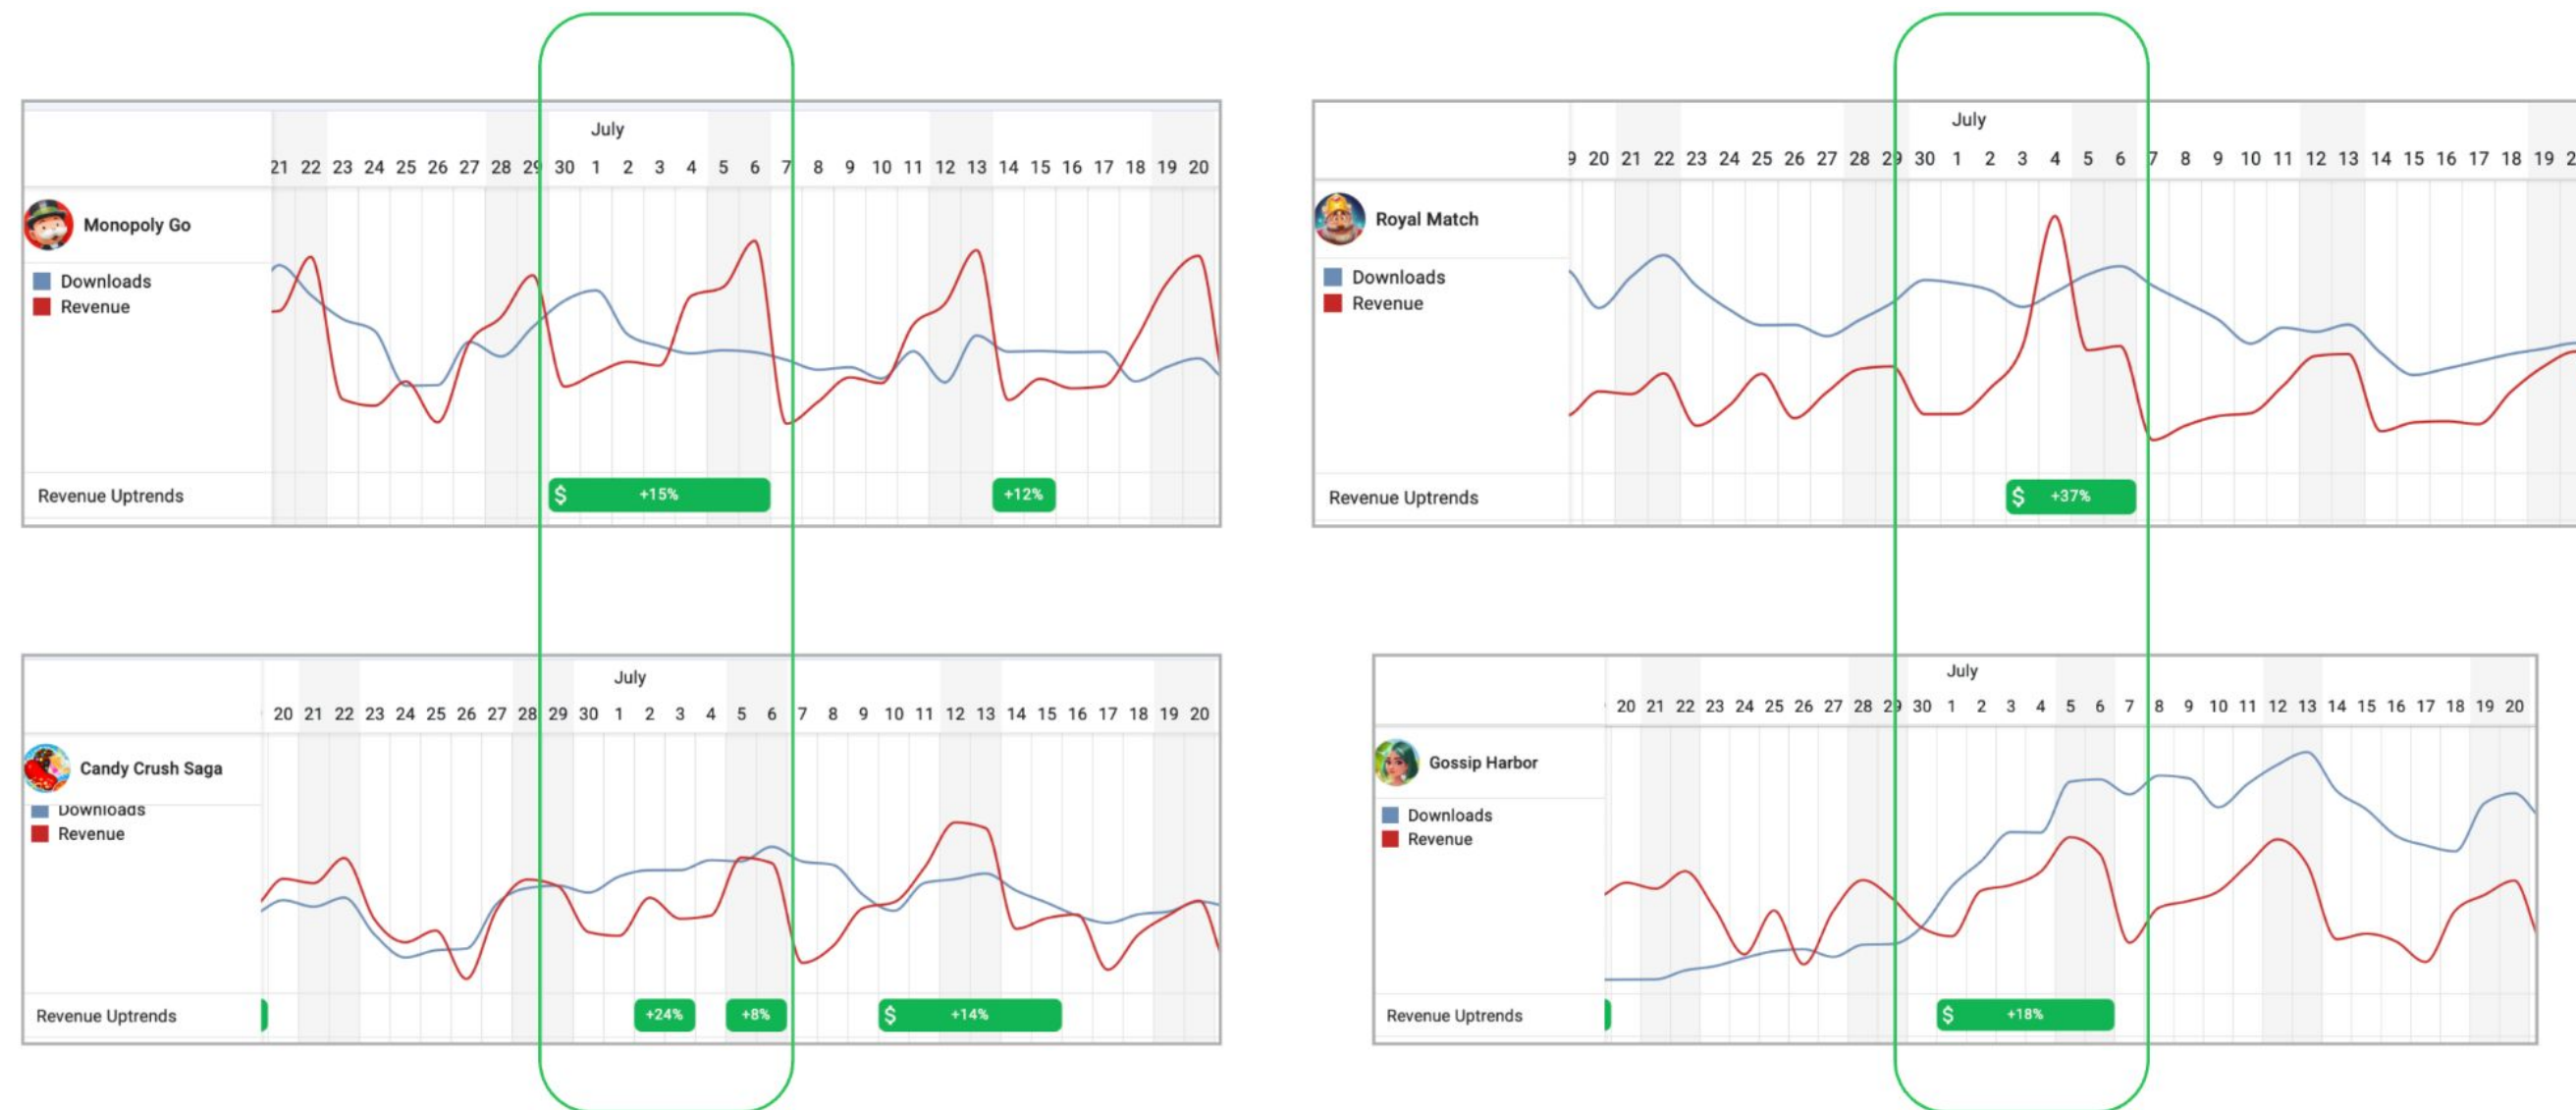 July
21 22 23 24 25 26 27 28 29 30 1 2 3 4 5 6 7 8 9 10 11 12 13 14 15 16 17 18 19 20
Monopoly Go
Downloads
Revenue
Revenue Uptrends
$ +15%
+12%
July
9 20 21 22 23 24 25 26 27 28 29 30 1 2 3 4 5 6 7 8 9 10 11 12 13 14 15 16 17 18 19 2
Royal Match
Downloads
Revenue
Revenue Uptrends
$ +37%
July
20 21 22 23 24 25 26 27 28 29 30 1 2 3 4 5 6 7 8 9 10 11 12 13 14 15 16 17 18 19 20
Candy Crush Saga
Downloads
Revenue
Revenue Uptrends
+24%
+8%
$ +14%
July
20 21 22 23 24 25 26 27 28 29 30 1 2 3 4 5 6 7 8 9 10 11 12 13 14 15 16 17 18 19 20
Gossip Harbor
Downloads
Revenue
Revenue Uptrends
$ +18%